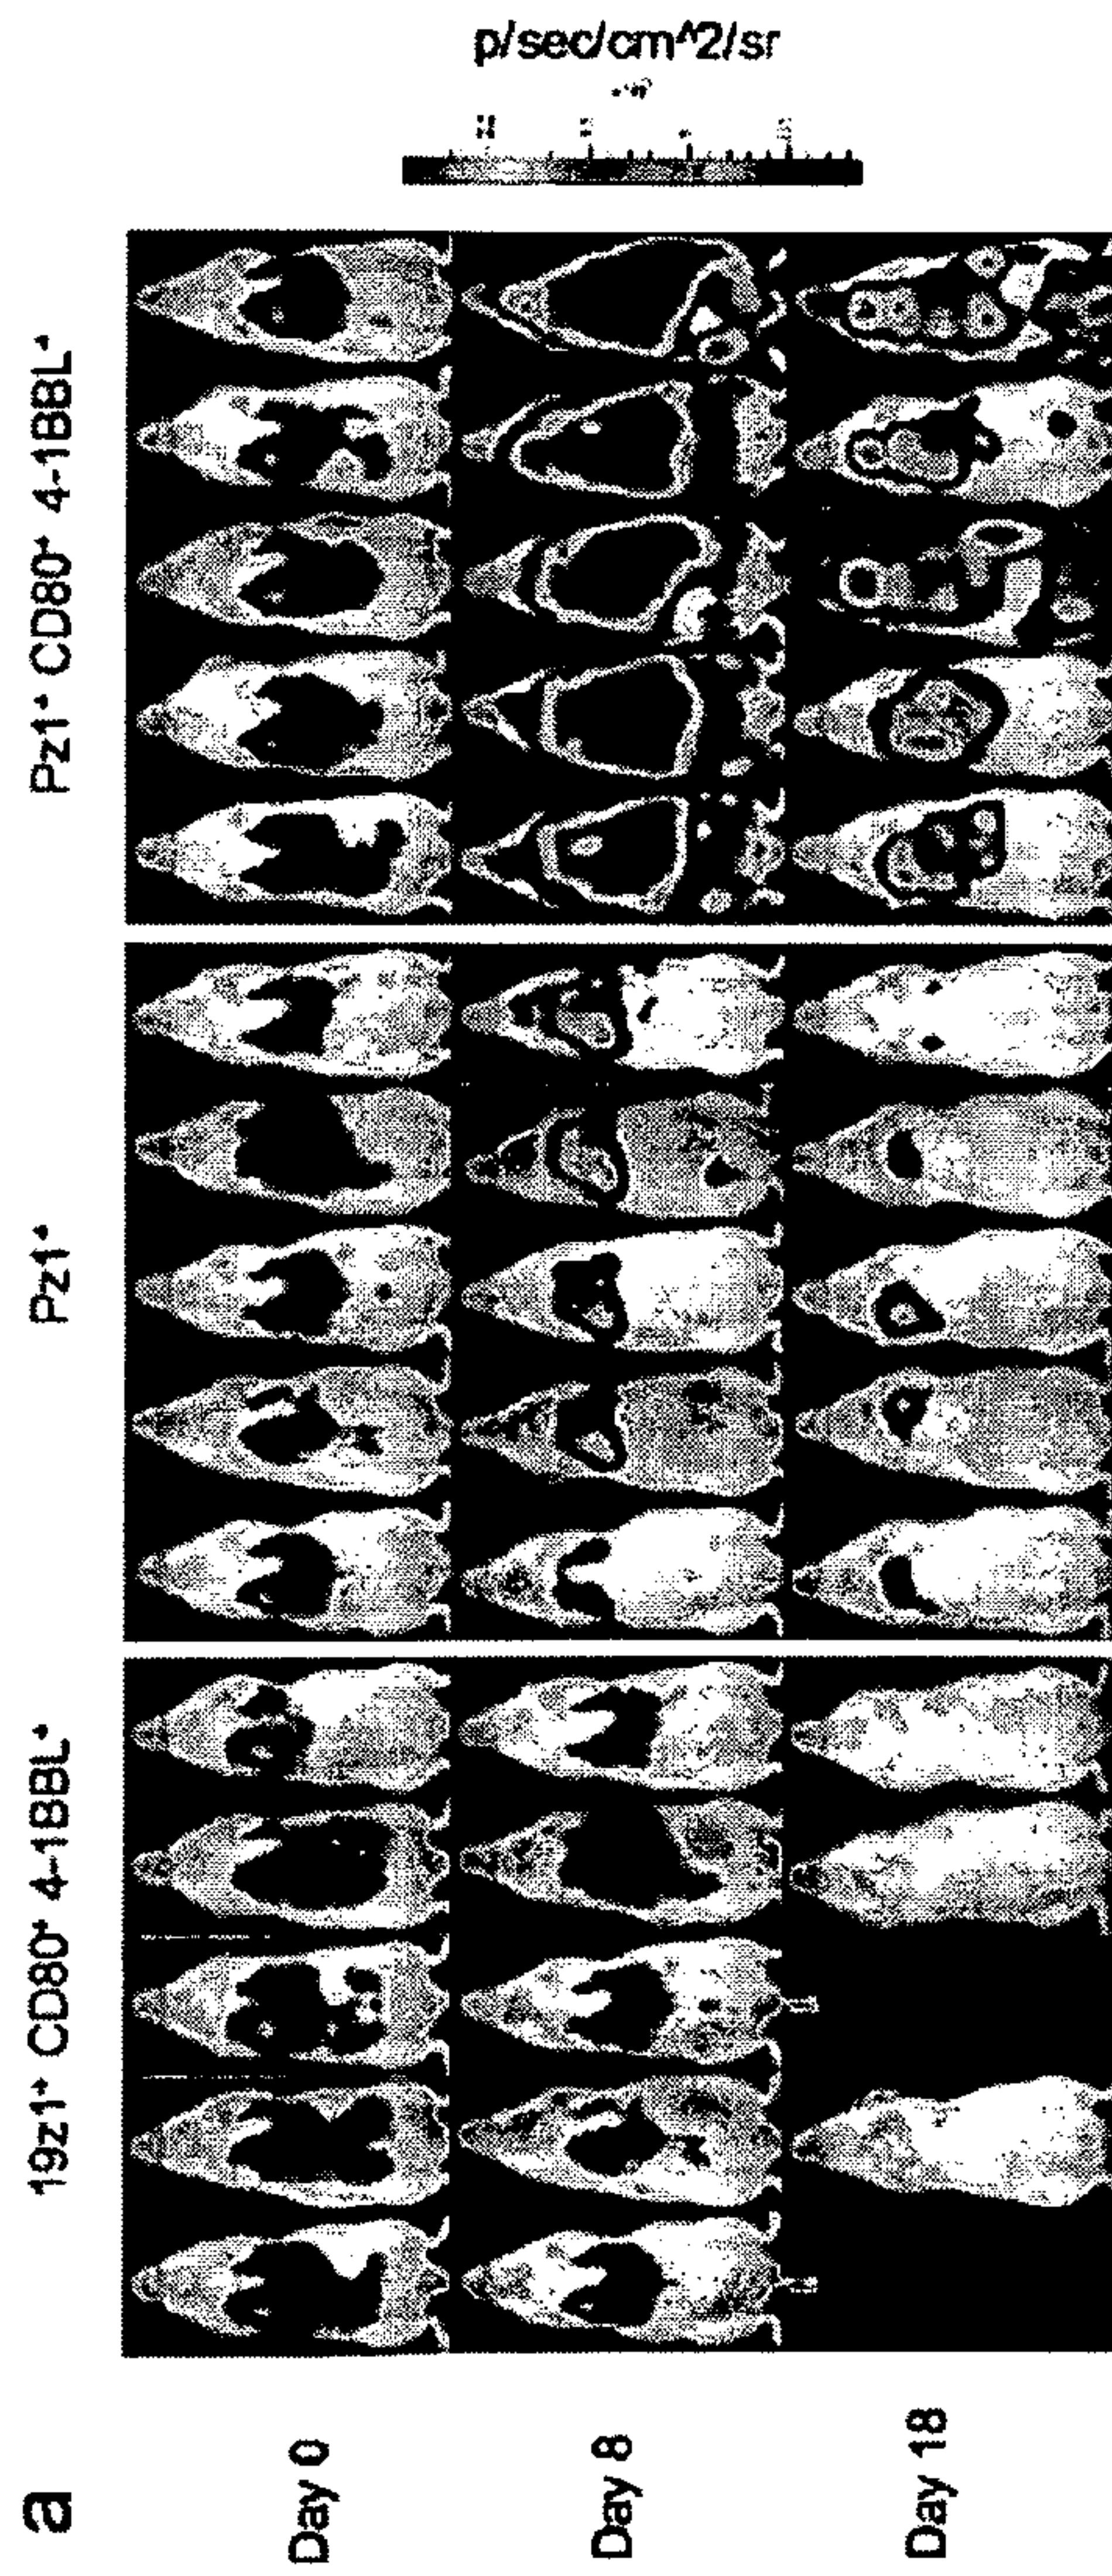 a
19z1⁺ CD80⁺ 4-1BBL⁺
Pz1⁺
Pz1⁺ CD80⁺ 4-1BBL⁺
p/sec/cm^2/sr
Day 0
Day 8
Day 18